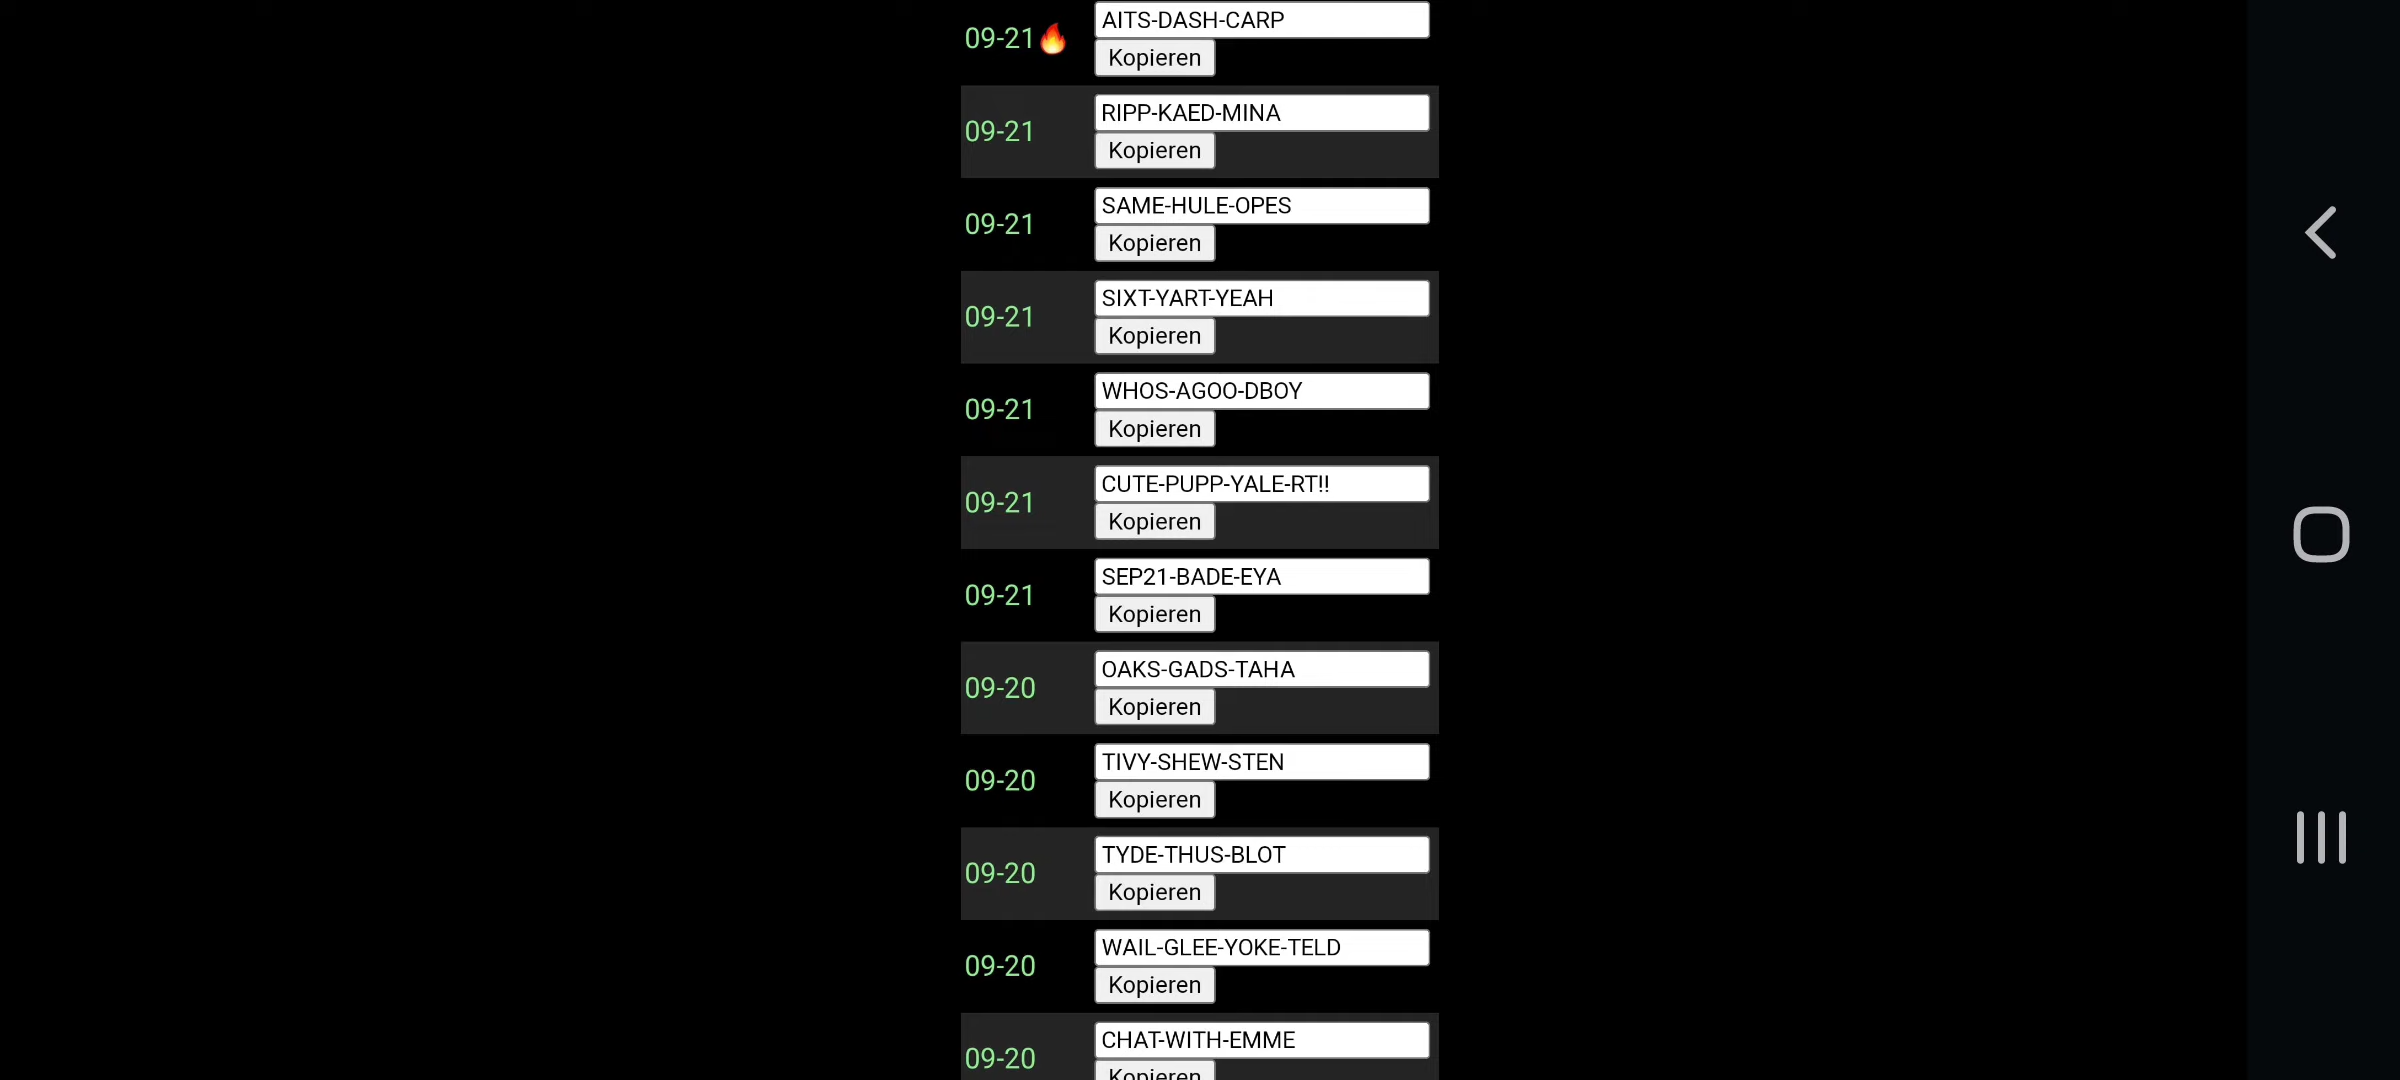 09-21🔥 AITS-DASH-CARP
Kopieren
09-21 RIPP-KAED-MINA
Kopieren
09-21 SAME-HULE-OPES
Kopieren
09-21 SIXT-YART-YEAH
Kopieren
09-21 WHOS-AGOO-DBOY
Kopieren
09-21 CUTE-PUPP-YALE-RT!!
Kopieren
09-21 SEP21-BADE-EYA
Kopieren
09-20 OAKS-GADS-TAHA
Kopieren
09-20 TIVY-SHEW-STEN
Kopieren
09-20 TYDE-THUS-BLOT
Kopieren
09-20 WAIL-GLEE-YOKE-TELD
Kopieren
09-20 CHAT-WITH-EMME
Kopieren